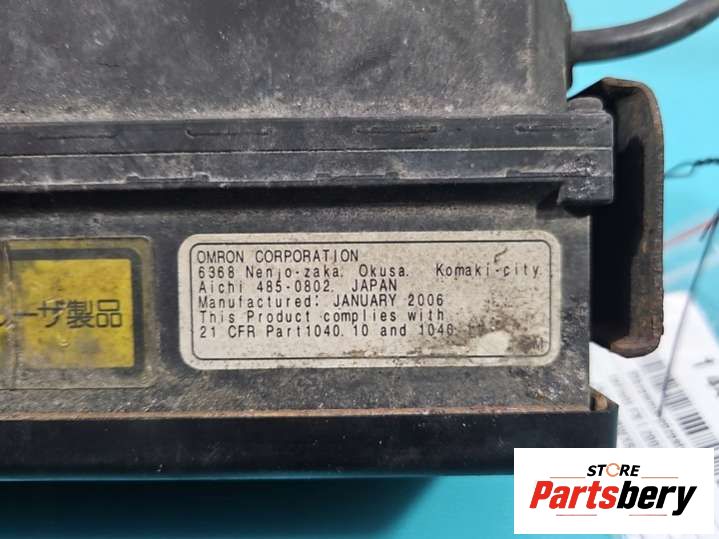 OMRON CORPORATION
6368 Nenjo-zaka. Okusa. Komaki-city.
Aichi 485-0802. JAPAN
Manufactured: JANUARY 2006
This Product complies with
21 CFR Part1040. 10 and 1040.
M
ーザ製品
STORE
Partsbery